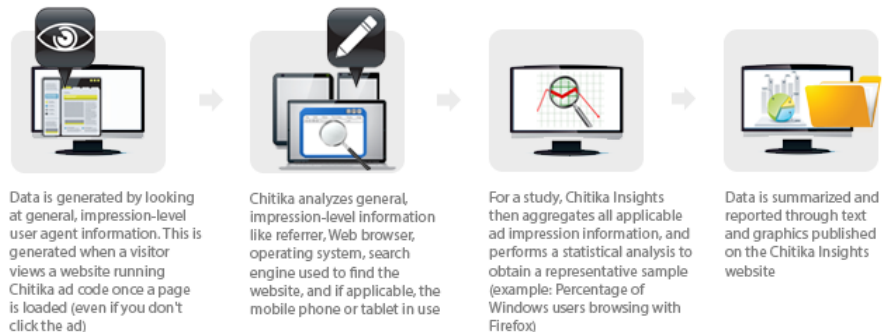 Data is generated by looking
at general, impression-level
user agent information. This is
generated when a visitor
views a website running
Chitika ad code once a page
is loaded (even if you don't
click the ad)
Chitika analyzes general,
impression-level information
like referrer, Web browser,
operating system, search
engine used to find the
website, and if applicable, the
mobile phone or tablet in use
For a study, Chitika Insights
then aggregates all applicable
ad impression information, and
performs a statistical analysis to
obtain a representative sample
(example: Percentage of
Windows users browsing with
Firefox)
Data is summarized and
reported through text
and graphics published
on the Chitika Insights
website